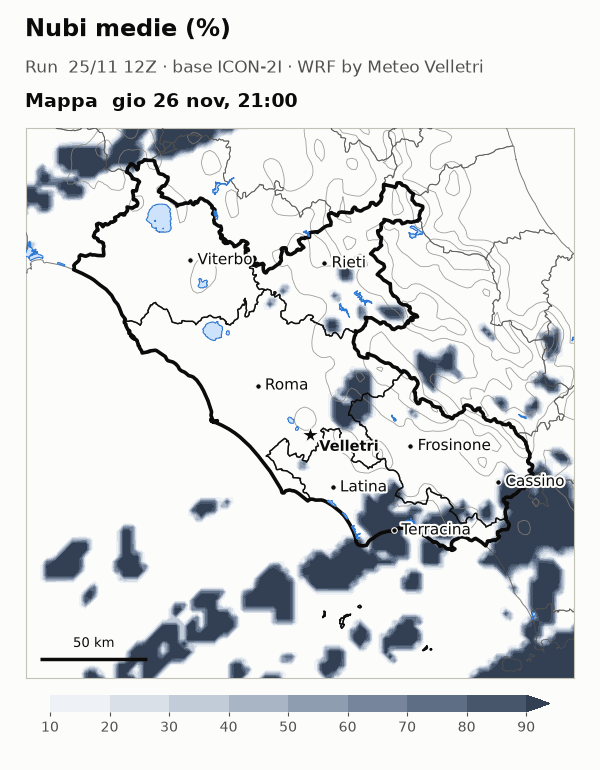 Nubi medie (%)
Run  25/11 12Z · base ICON-2I · WRF by Meteo Velletri
Mappa  gio 26 nov, 21:00
Viterbo
Rieti
Roma
Velletri
Frosinone
Latina
Cassino
Terracina
50 km
10 20 30 40 50 60 70 80 90